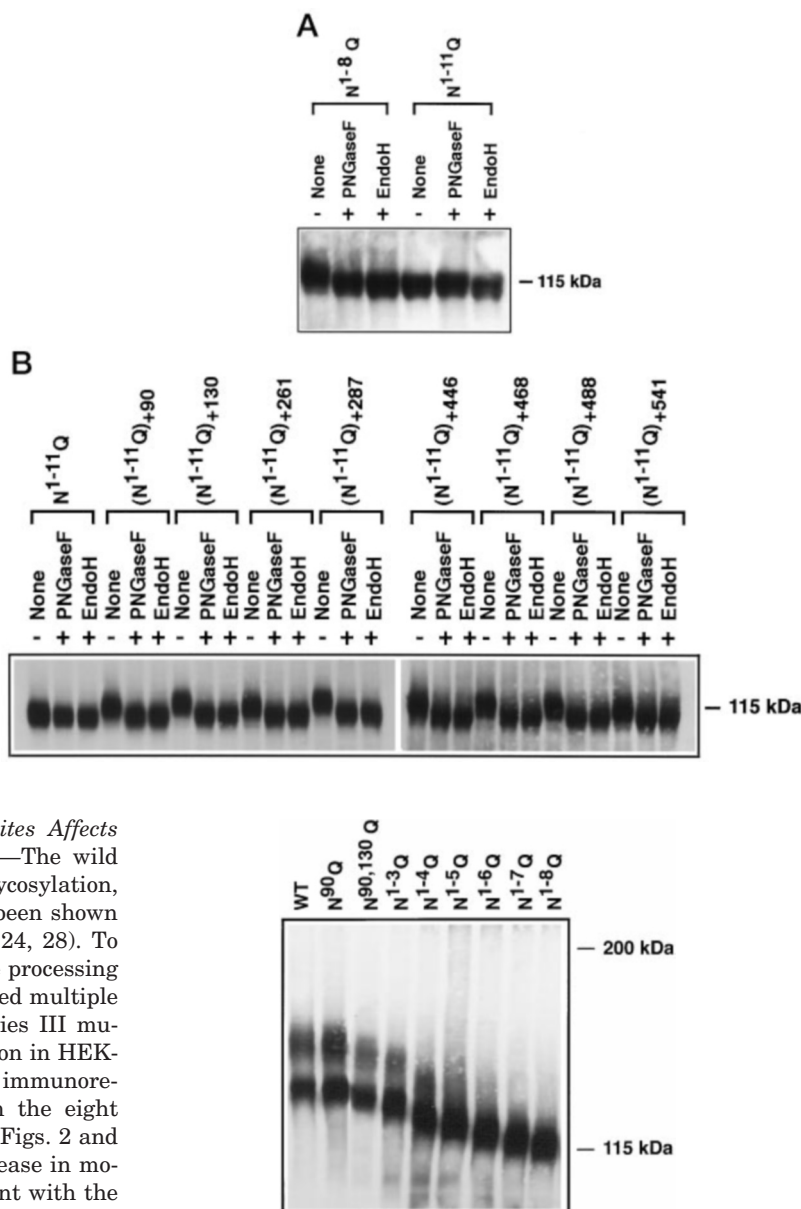 A
N1-8Q N1-11Q
- None
+ PNGaseF
+ EndoH
- None
+ PNGaseF
+ EndoH
— 115 kDa
B
N1-11Q (N1-11Q)+90 (N1-11Q)+130 (N1-11Q)+261 (N1-11Q)+287 (N1-11Q)+446 (N1-11Q)+468 (N1-11Q)+488 (N1-11Q)+541
- None
+ PNGaseF
+ EndoH
- None
+ PNGaseF
+ EndoH
- None
+ PNGaseF
+ EndoH
- None
+ PNGaseF
+ EndoH
- None
+ PNGaseF
+ EndoH
- None
+ PNGaseF
+ EndoH
- None
+ PNGaseF
+ EndoH
- None
+ PNGaseF
+ EndoH
- None
+ PNGaseF
+ EndoH
— 115 kDa
ites Affects
—The wild
ycosylation,
been shown
24, 28). To
processing
ed multiple
ies III mu-
on in HEK-
immunore-
the eight
Figs. 2 and
ease in mo-
nt with the
WT N90Q N90,130Q N1-3Q N1-4Q N1-5Q N1-6Q N1-7Q N1-8Q
— 200 kDa
— 115 kDa